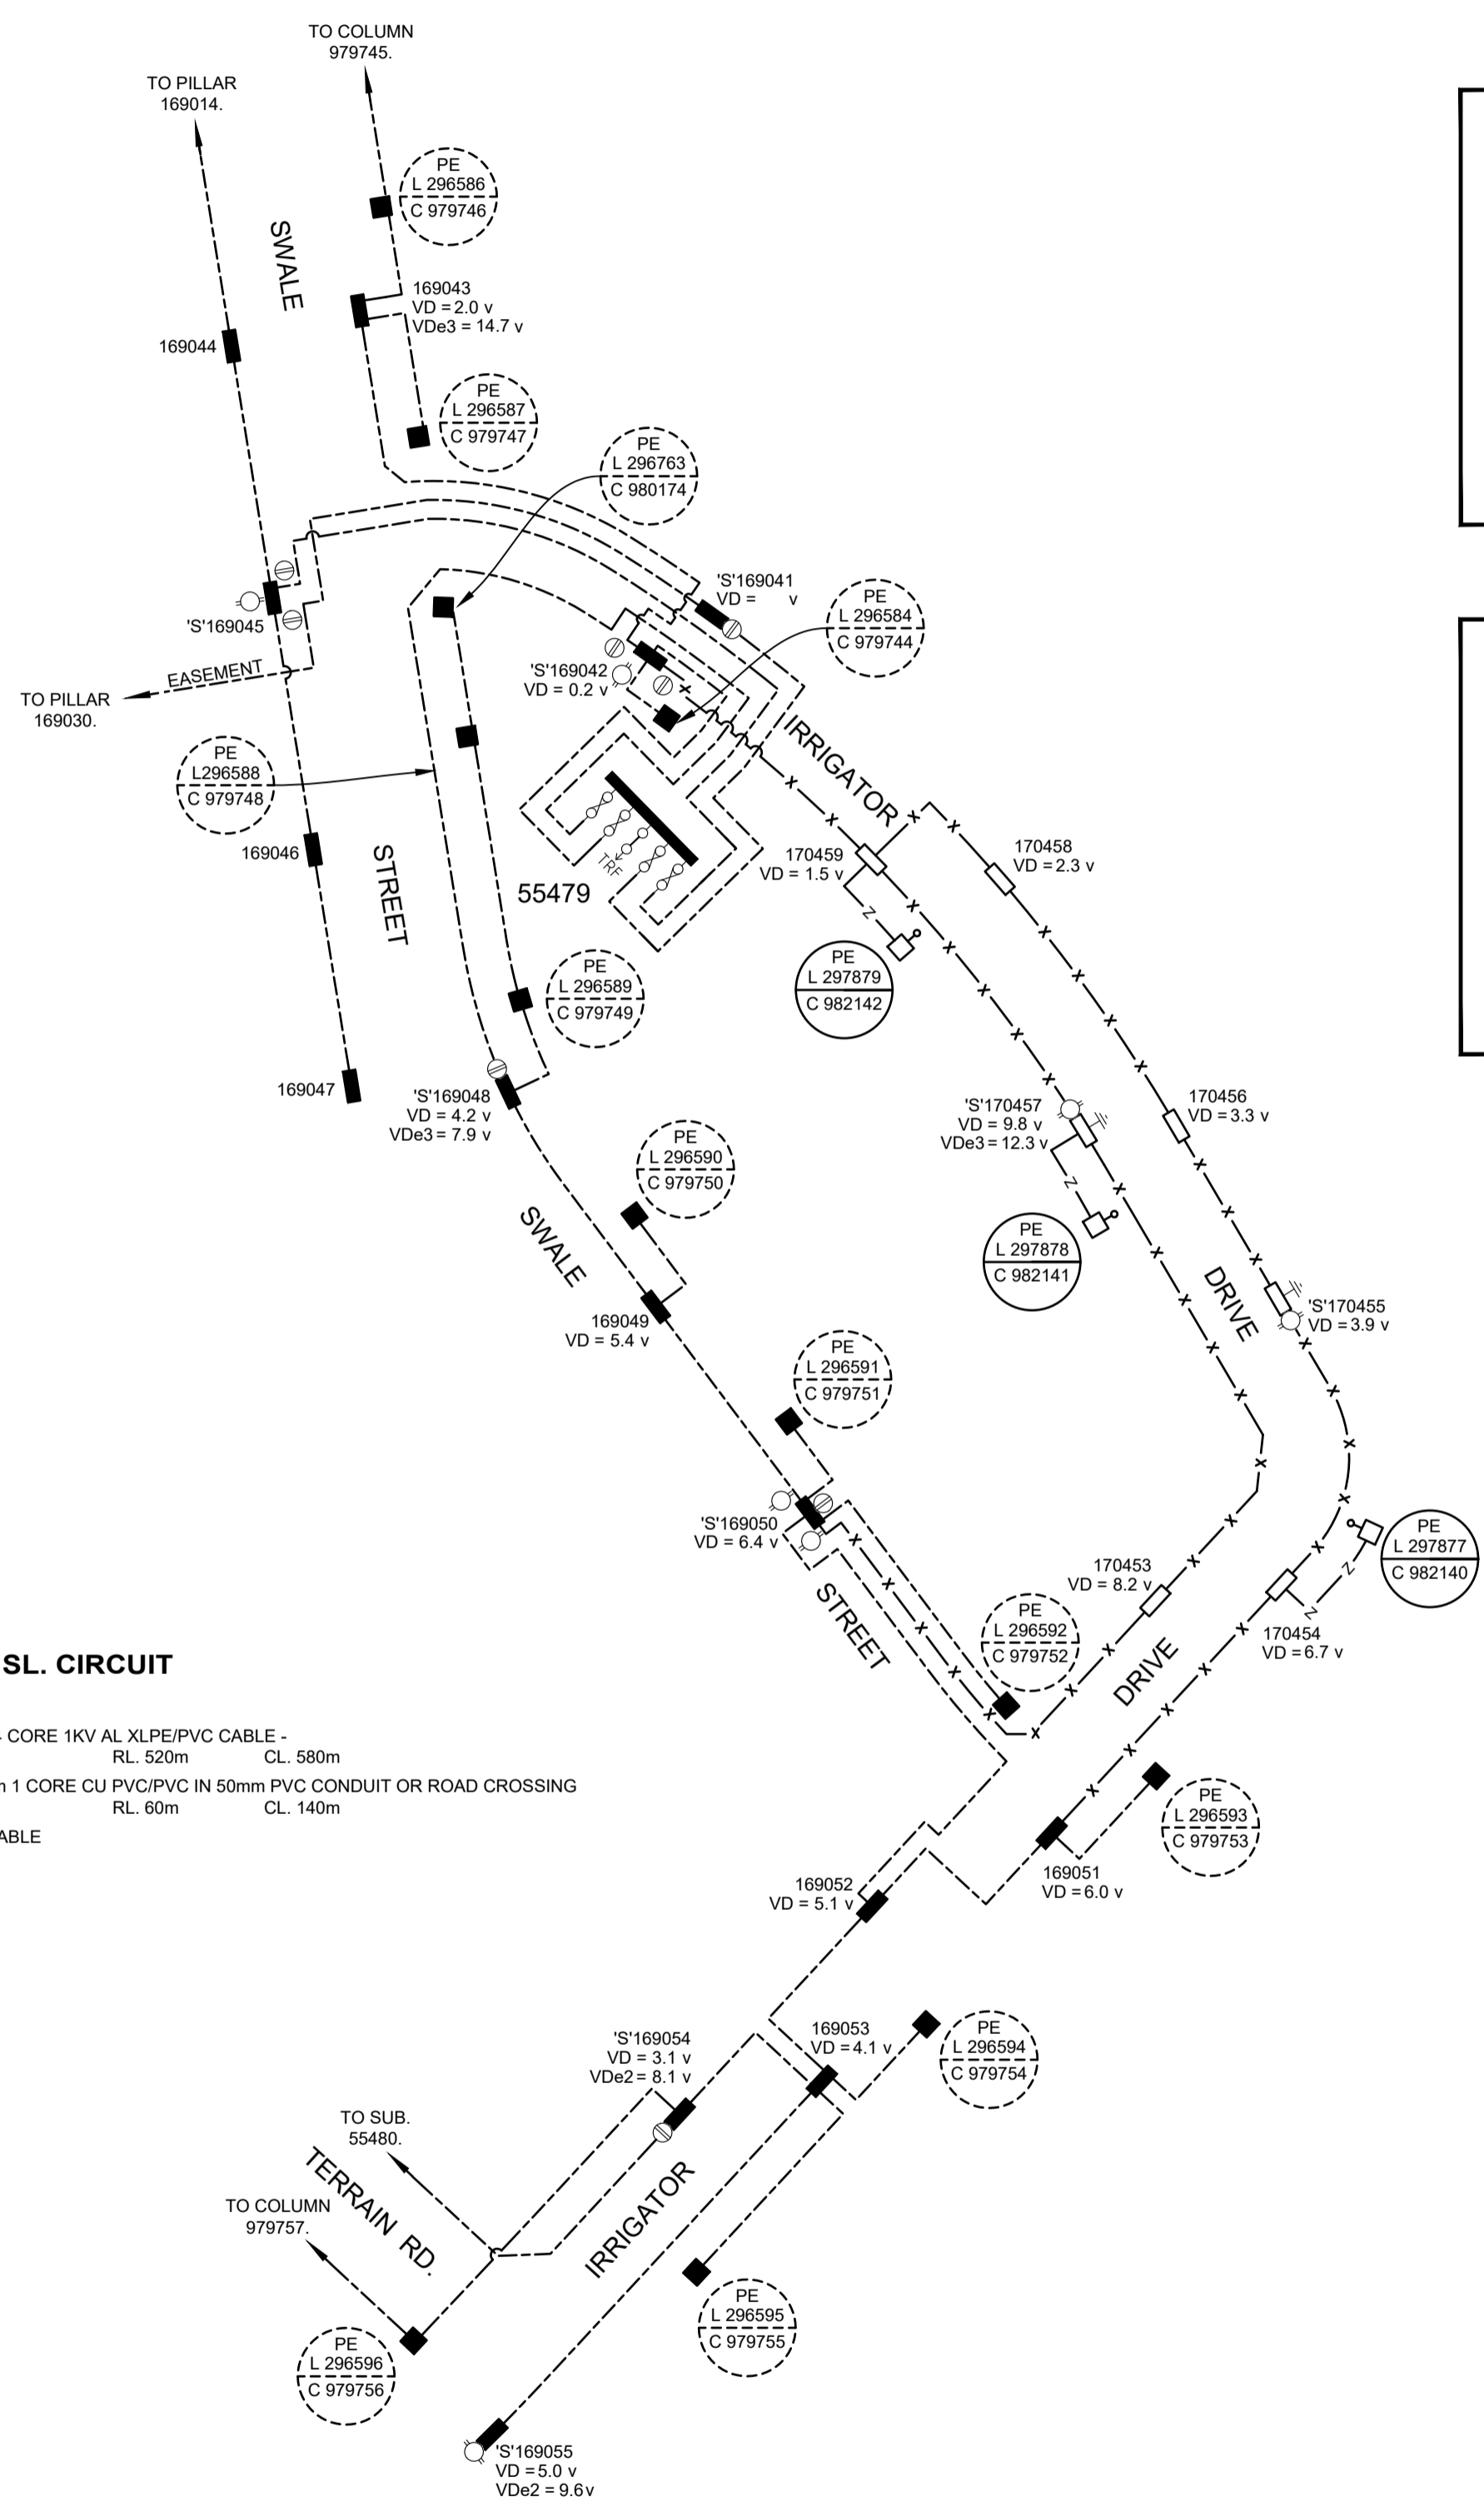 TO COLUMN
979745.
TO PILLAR
169014.
PE
L 296586
C 979746
SWALE
169043
VD = 2.0 v
VDe3 = 14.7 v
169044
PE
L 296587
C 979747
PE
L 296763
C 980174
'S'169041
VD = v
PE
L 296584
C 979744
'S'169045
EASEMENT
TO PILLAR
169030.
'S'169042
VD = 0.2 v
PE
L296588
C 979748
IRRIGATOR
169046
STREET
TRF
55479
170459
VD = 1.5 v
170458
VD = 2.3 v
PE
L 297879
C 982142
PE
L 296589
C 979749
169047
'S'169048
VD = 4.2 v
VDe3 = 7.9 v
'S'170457
VD = 9.8 v
VDe3 = 12.3 v
170456
VD = 3.3 v
PE
L 296590
C 979750
SWALE
PE
L 297878
C 982141
DRIVE
'S'170455
VD = 3.9 v
169049
VD = 5.4 v
PE
L 296591
C 979751
'S'169050
VD = 6.4 v
PE
L 297877
C 982140
170453
VD = 8.2 v
STREET
PE
L 296592
C 979752
170454
VD = 6.7 v
DRIVE
SL. CIRCUIT
CORE 1KV AL XLPE/PVC CABLE -
RL. 520m CL. 580m
1 CORE CU PVC/PVC IN 50mm PVC CONDUIT OR ROAD CROSSING
RL. 60m CL. 140m
PE
L 296593
C 979753
169051
VD = 6.0 v
169052
VD = 5.1 v
169053
VD = 4.1 v
PE
L 296594
C 979754
'S'169054
VD = 3.1 v
VDe2 = 8.1 v
TO SUB.
55480.
TERRAIN RD.
TO COLUMN
979757.
IRRIGATOR
PE
L 296595
C 979755
PE
L 296596
C 979756
'S'169055
VD = 5.0 v
VDe2 = 9.6v